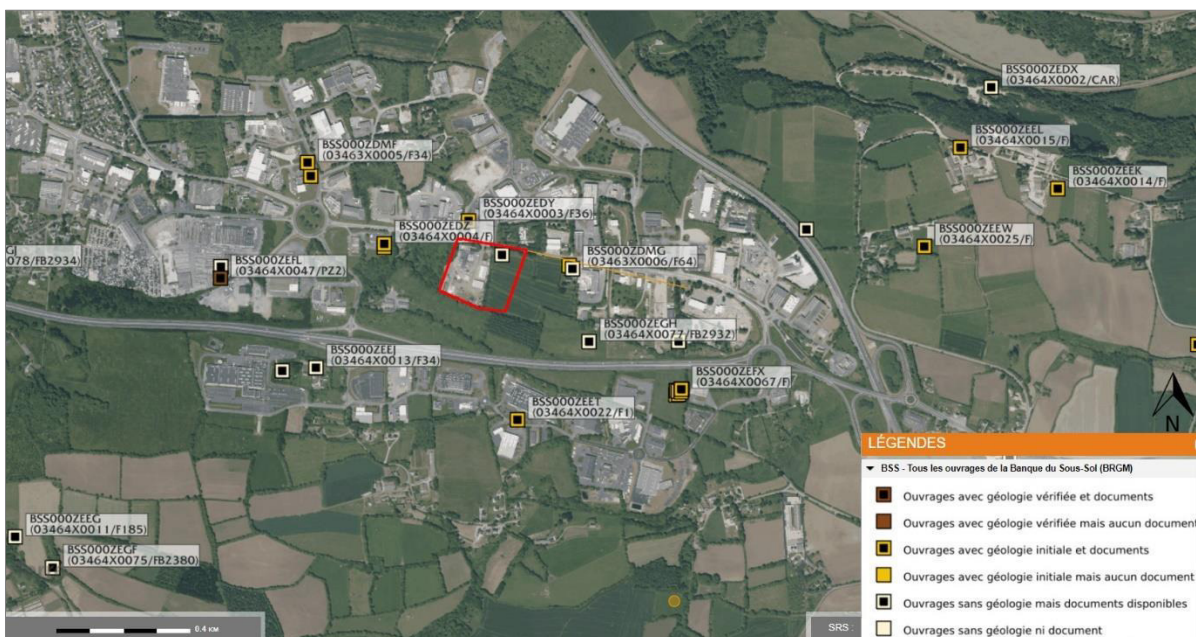 BSS000ZEDX
(03464X0002/CAR)
BSS000ZEEL
(03464X0015/F)
BSS000ZDMF
(03463X0005/F34)
BSS000ZEEK
(03464X0014/F)
BSS000ZEDY
(03464X0003/F36)
BSS000ZEDZ
(03464X0004/F)
BSS000ZEEW
(03464X0025/F)
GJ
0078/FB2934)
BSS000ZEFL
(03464X0047/PZ2)
BSS000ZDMG
(03463X0006/F64)
BSS000ZEGH
(03464X0077/FB2932)
BSS000ZEEJ
(03464X0013/F34)
BSS000ZEFX
(03464X0067/F)
BSS000ZEET
(03464X0022/F1)
N
BSS000ZEEG
(03464X0011/F185)
BSS000ZEGF
(03464X0075/FB2380)
LÉGENDES
BSS - Tous les ouvrages de la Banque du Sous-Sol (BRGM)
Ouvrages avec géologie vérifiée et documents
Ouvrages avec géologie vérifiée mais aucun document
Ouvrages avec géologie initiale et documents
Ouvrages avec géologie initiale mais aucun document
Ouvrages sans géologie mais documents disponibles
Ouvrages sans géologie ni document
0.4 KM
SRS :